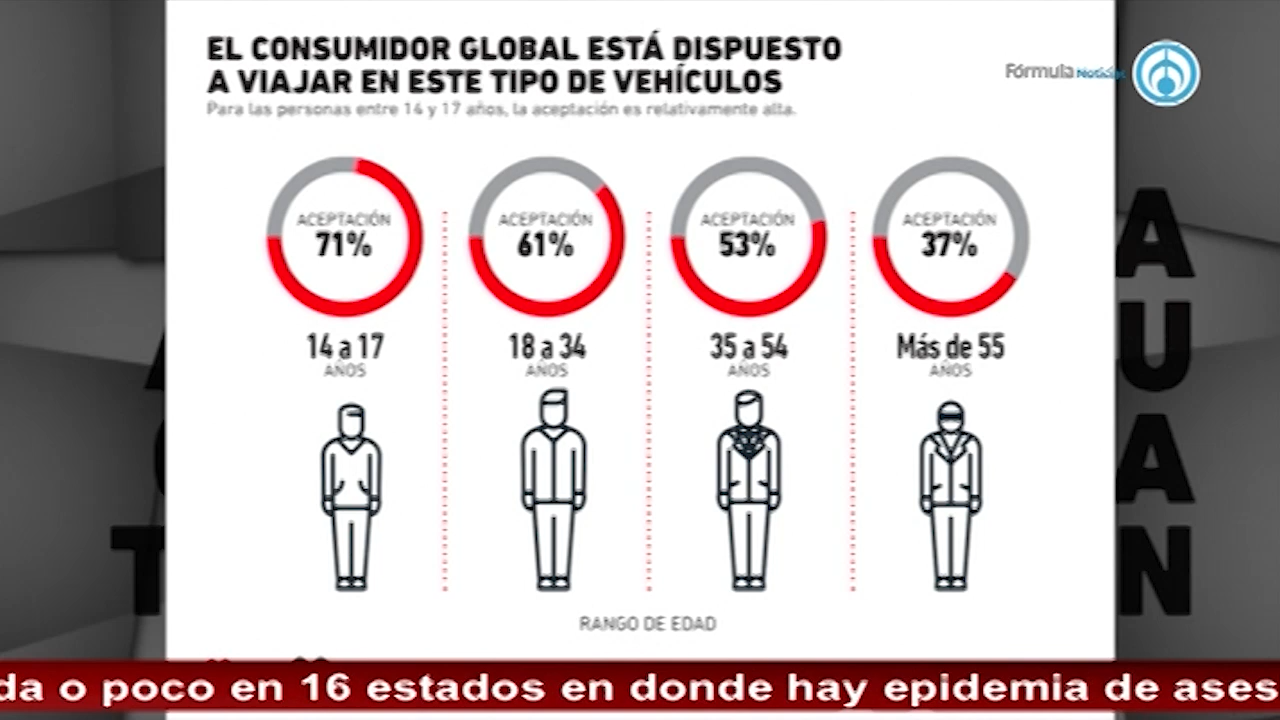 EL CONSUMIDOR GLOBAL ESTÁ DISPUESTO
A VIAJAR EN ESTE TIPO DE VEHÍCULOS
Para las personas entre 14 y 17 años, la aceptación es relativamente alta.
Fórmula Noticias
ACEPTACIÓN
71%
14 a 17
AÑOS
ACEPTACIÓN
61%
18 a 34
AÑOS
ACEPTACIÓN
53%
35 a 54
AÑOS
ACEPTACIÓN
37%
Más de 55
AÑOS
RANGO DE EDAD
A
U
A
N
T
da o poco en 16 estados en donde hay epidemia de ases